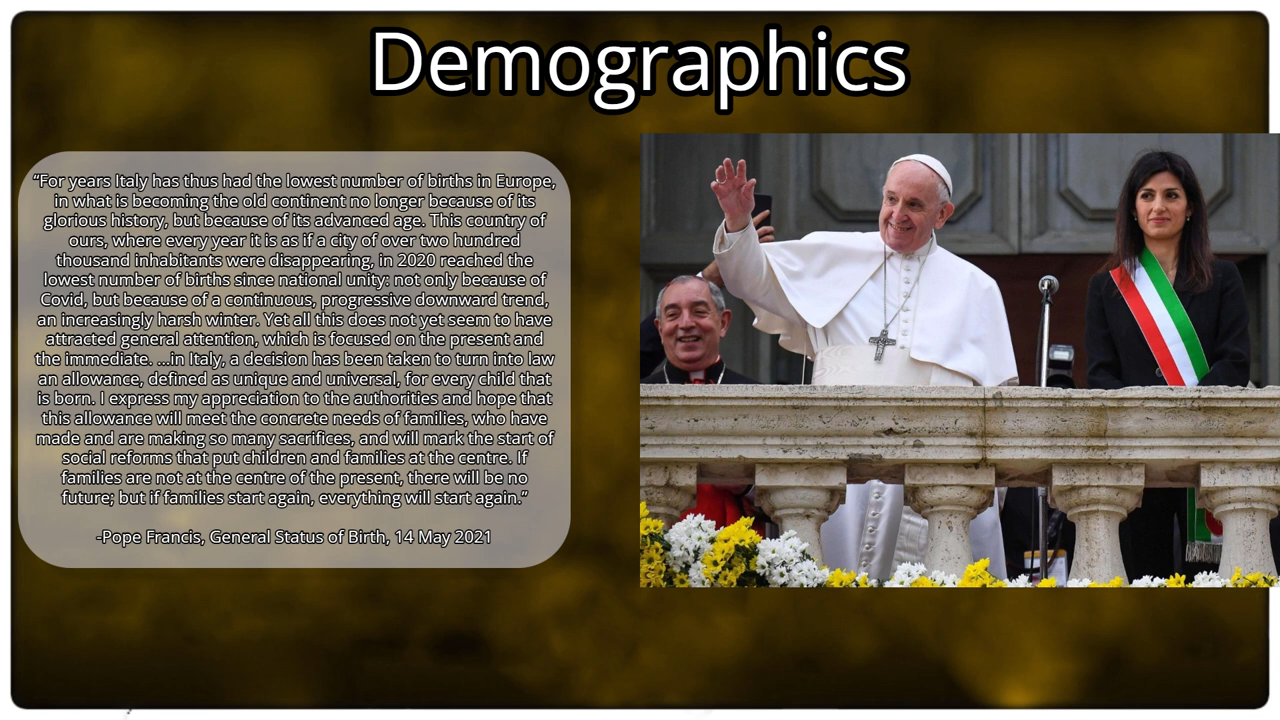 Demographics
“For years Italy has thus had the lowest number of births in Europe,
in what is becoming the old continent no longer because of its
glorious history, but because of its advanced age. This country of
ours, where every year it is as if a city of over two hundred
thousand inhabitants were disappearing, in 2020 reached the
lowest number of births since national unity: not only because of
Covid, but because of a continuous, progressive downward trend,
an increasingly harsh winter. Yet all this does not yet seem to have
attracted general attention, which is focused on the present and
the immediate. ...in Italy, a decision has been taken to turn into law
an allowance, defined as unique and universal, for every child that
is born. I express my appreciation to the authorities and hope that
this allowance will meet the concrete needs of families, who have
made and are making so many sacrifices, and will mark the start of
social reforms that put children and families at the centre. If
families are not at the centre of the present, there will be no
future; but if families start again, everything will start again.”
-Pope Francis, General Status of Birth, 14 May 2021